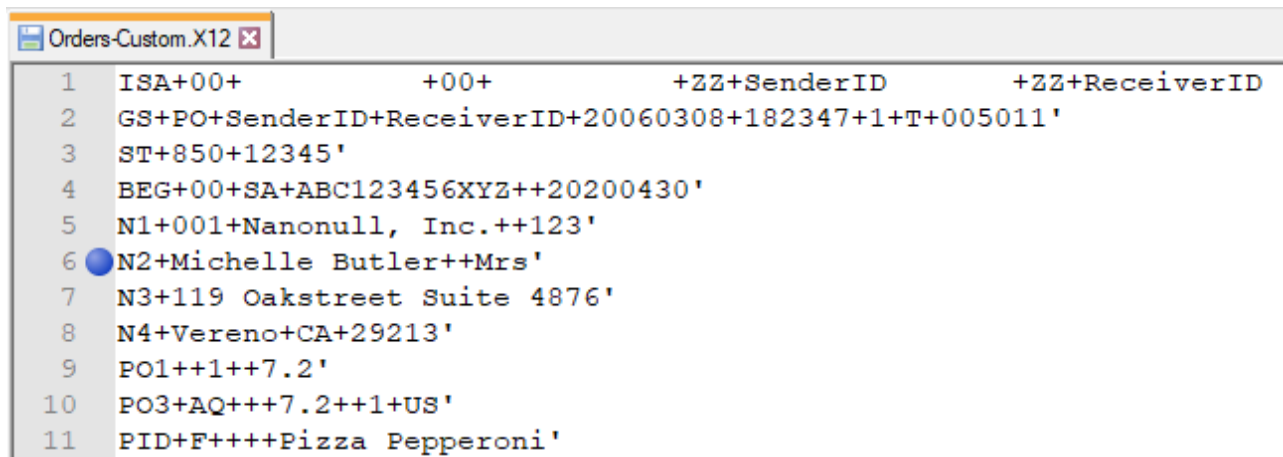 Orders-Custom.X12
1 ISA+00+          +00+          +ZZ+SenderID       +ZZ+ReceiverID
2 GS+PO+SenderID+ReceiverID+20060308+182347+1+T+005011'
3 ST+850+12345'
4 BEG+00+SA+ABC123456XYZ++20200430'
5 N1+001+Nanonull, Inc.++123'
6 N2+Michelle Butler++Mrs'
7 N3+119 Oakstreet Suite 4876'
8 N4+Vereno+CA+29213'
9 PO1++1++7.2'
10 PO3+AQ+++7.2++1+US'
11 PID+F++++Pizza Pepperoni'